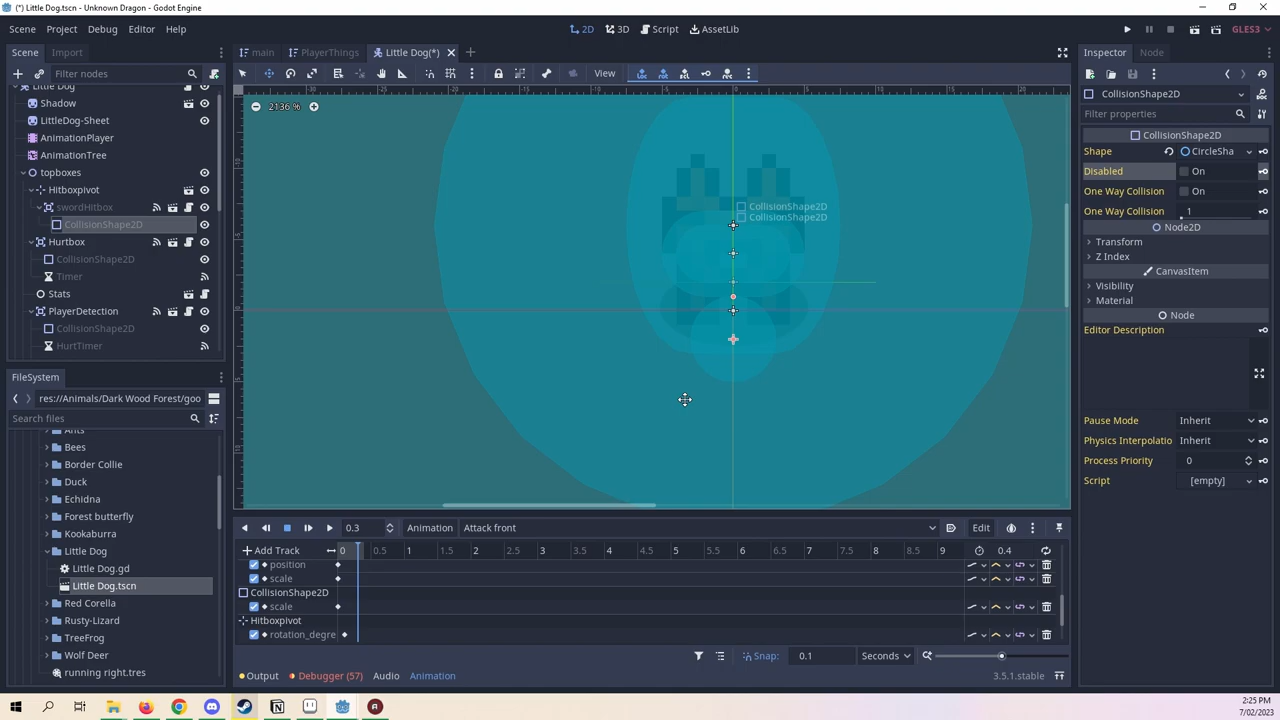 (*) Little Dog.tscn - Unknown Dragon - Godot Engine
Scene Project Debug Editor Help
2D 3D Script AssetLib
GLES3
Scene Import
main PlayerThings Little Dog(*)
Inspector Node
Filter nodes
View
Little Dog
Shadow
LittleDog-Sheet
AnimationPlayer
AnimationTree
topboxes
Hitboxpivot
swordHitbox
CollisionShape2D
Hurtbox
CollisionShape2D
Timer
Stats
PlayerDetection
CollisionShape2D
HurtTimer
2136 %
CollisionShape2D
CollisionShape2D
CollisionShape2D
Filter properties
CollisionShape2D
Shape CircleSha
Disabled On
One Way Collision On
One Way Collision 1
Node2D
Transform
Z Index
CanvasItem
Visibility
Material
Node
Editor Description
Pause Mode Inherit
Physics Interpolatio Inherit
Process Priority 0
Script [empty]
FileSystem
res://Animals/Dark Wood Forest/goo
Search files
Ants
Bees
Border Collie
Duck
Echidna
Forest butterfly
Kookaburra
Little Dog
Little Dog.gd
Little Dog.tscn
Red Corella
Rusty-Lizard
TreeFrog
Wolf Deer
running right.tres
0.3 Animation Attack front Edit
Add Track 0 0.5 1 1.5 2 2.5 3 3.5 4 4.5 5 5.5 6 6.5 7 7.5 8 8.5 9 0.4
position
scale
CollisionShape2D
scale
Hitboxpivot
rotation_degre
Snap: 0.1 Seconds
Output Debugger (57) Audio Animation
3.5.1.stable
2:25 PM
7/02/2023